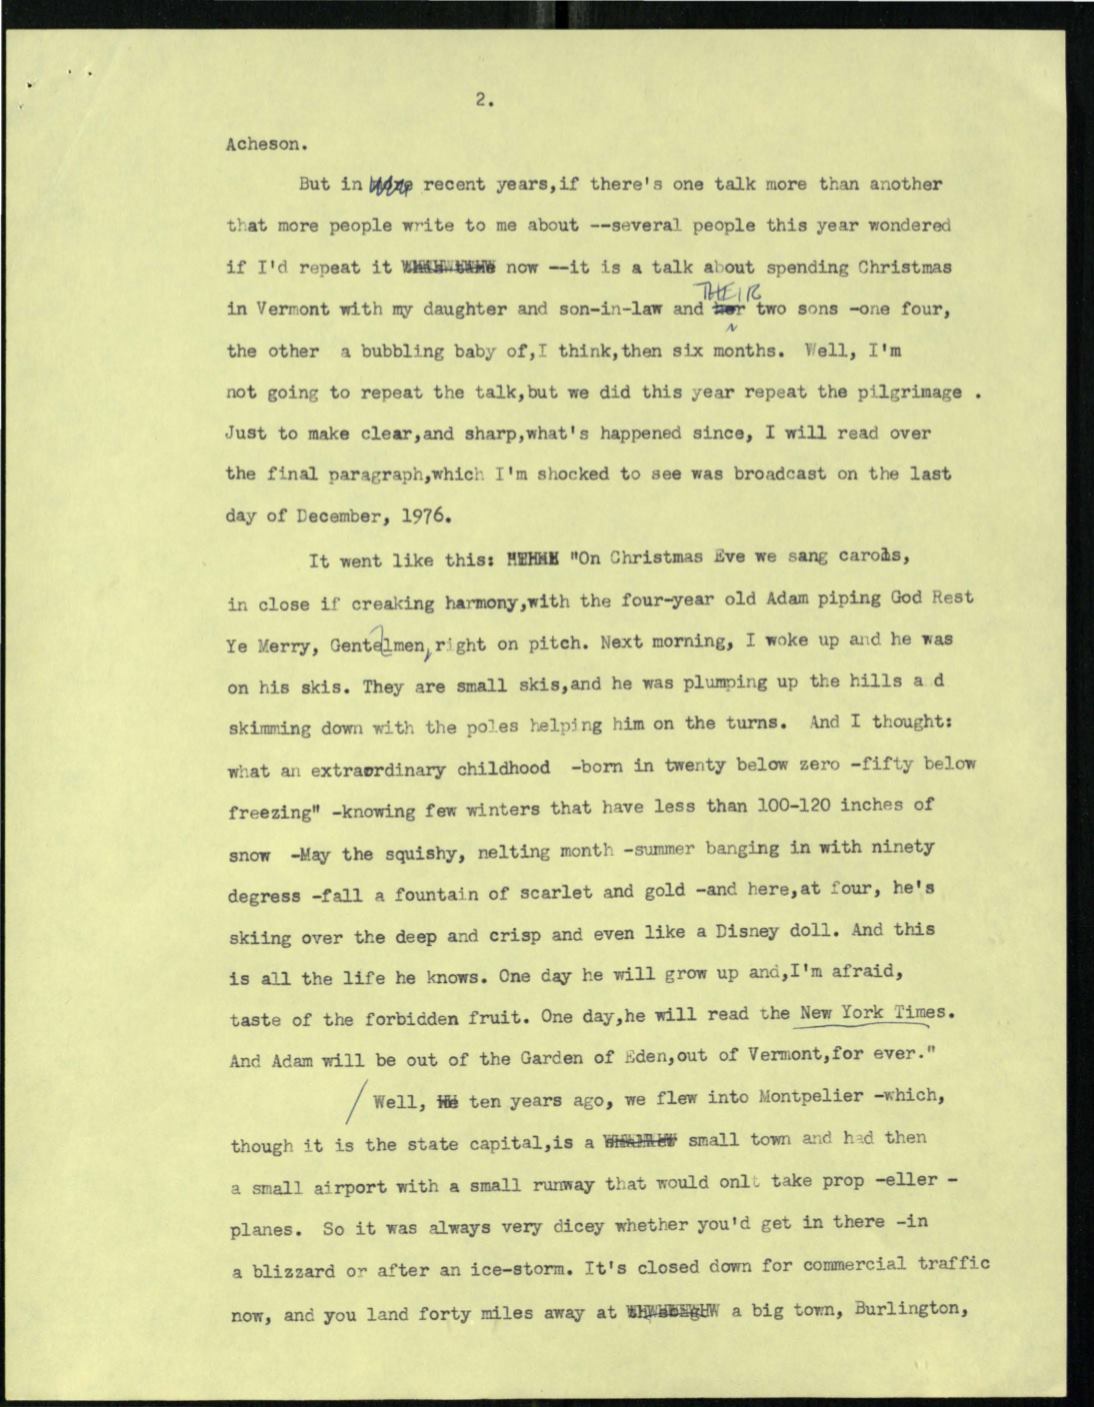 2.
Acheson.
But in recent years,if there's one talk more than another
that more people write to me about --several people this year wondered
if I'd repeat it now --it is a talk about spending Christmas
THEIR
in Vermont with my daughter and son-in-law and her two sons -one four,
the other a bubbling baby of,I think,then six months. Well, I'm
not going to repeat the talk,but we did this year repeat the pilgrimage .
Just to make clear,and sharp,what's happened since, I will read over
the final paragraph,which I'm shocked to see was broadcast on the last
day of December, 1976.
It went like this: "On Christmas Eve we sang carols,
in close if creaking harmony,with the four-year old Adam piping God Rest
Ye Merry, Gentelmen,right on pitch. Next morning, I woke up and he was
on his skis. They are small skis,and he was plumping up the hills a d
skimming down with the poles helping him on the turns. And I thought:
what an extraordinary childhood -born in twenty below zero -fifty below
freezing" -knowing few winters that have less than 100-120 inches of
snow -May the squishy, nelting month -summer banging in with ninety
degress -fall a fountain of scarlet and gold -and here,at four, he's
skiing over the deep and crisp and even like a Disney doll. And this
is all the life he knows. One day he will grow up and,I'm afraid,
taste of the forbidden fruit. One day,he will read the New York Times.
And Adam will be out of the Garden of Eden,out of Vermont,for ever."
/ Well, ten years ago, we flew into Montpelier -which,
though it is the state capital,is a small town and had then
a small airport with a small runway that would onlt take prop -eller -
planes. So it was always very dicey whether you'd get in there -in
a blizzard or after an ice-storm. It's closed down for commercial traffic
now, and you land forty miles away at a big town, Burlington,